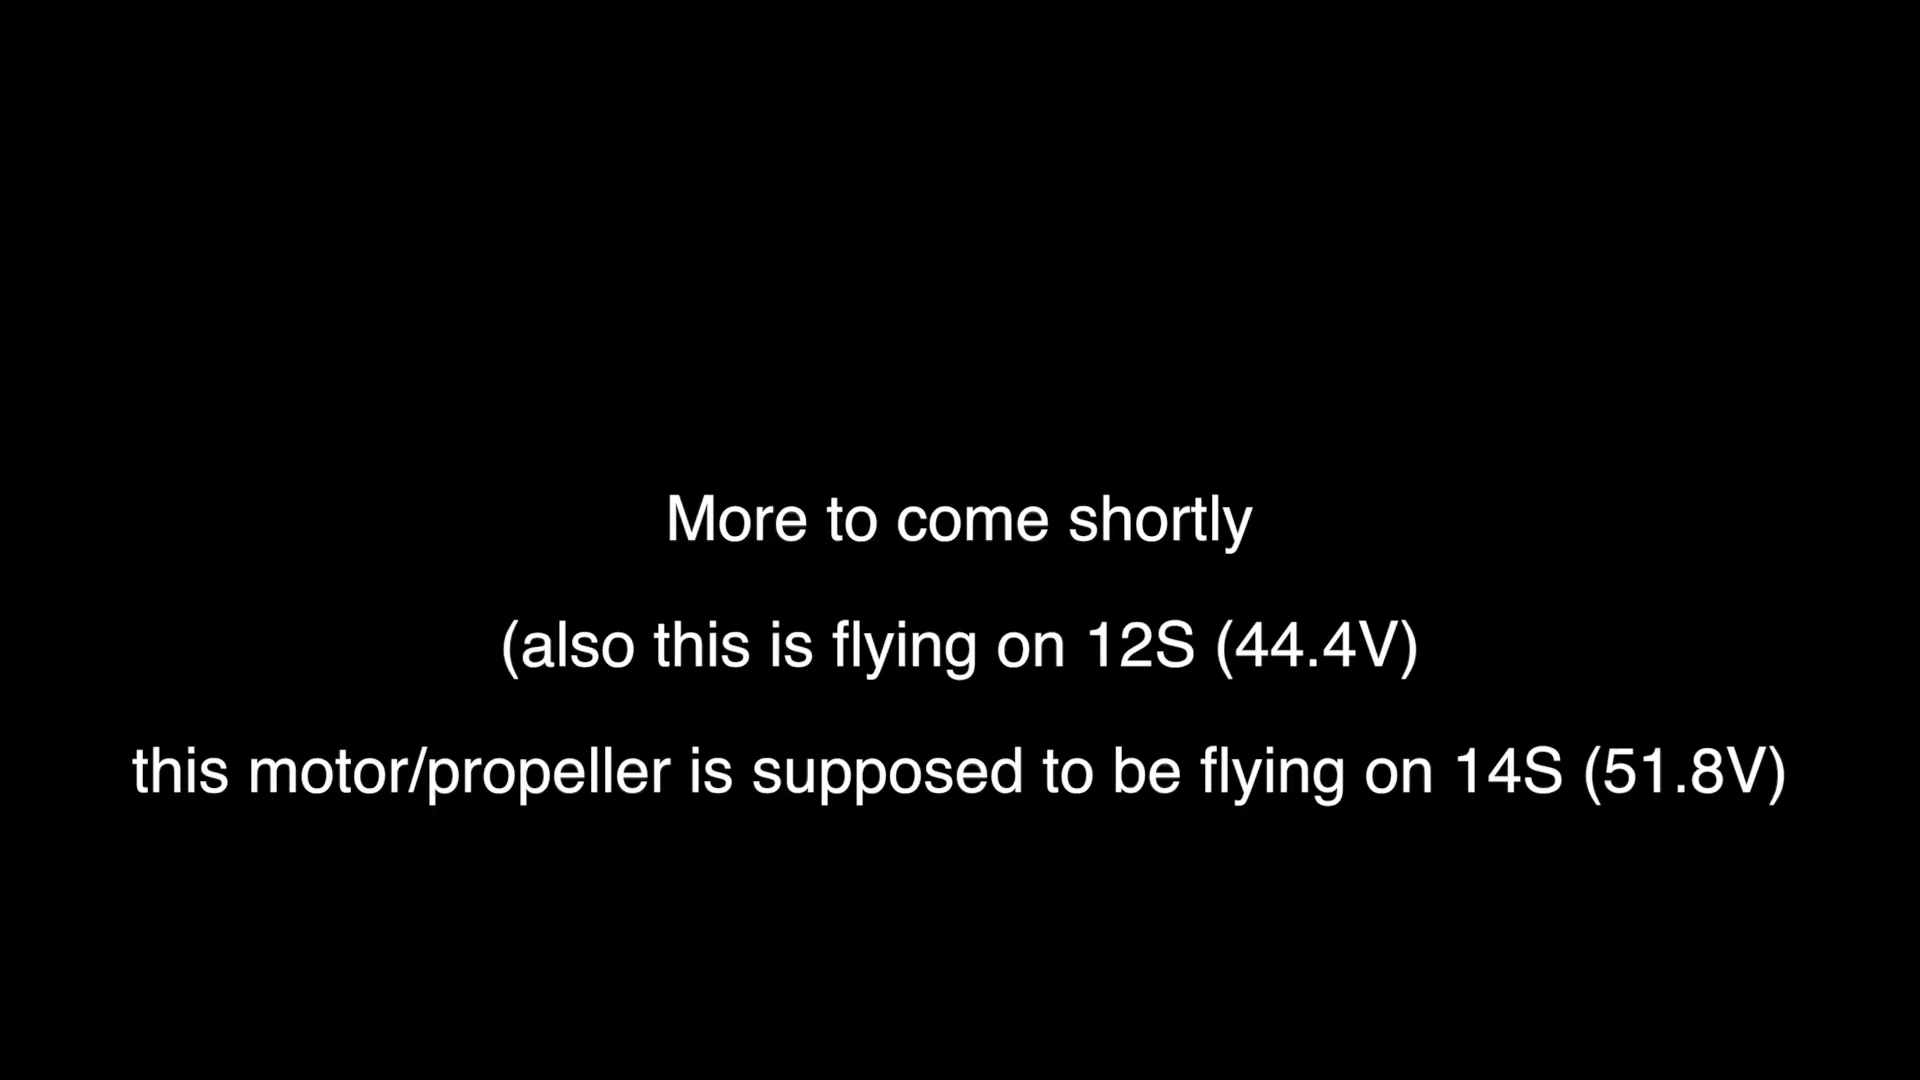 More to come shortly
(also this is flying on 12S (44.4V)
this motor/propeller is supposed to be flying on 14S (51.8V)